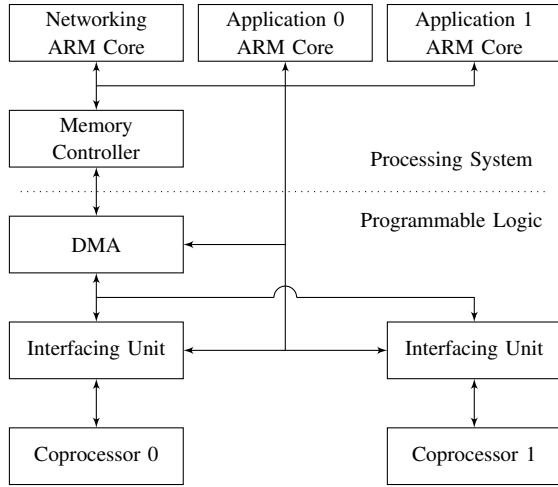 Networking
ARM Core
Application 0
ARM Core
Application 1
ARM Core
Memory
Controller
Processing System
Programmable Logic
DMA
Interfacing Unit
Interfacing Unit
Coprocessor 0
Coprocessor 1